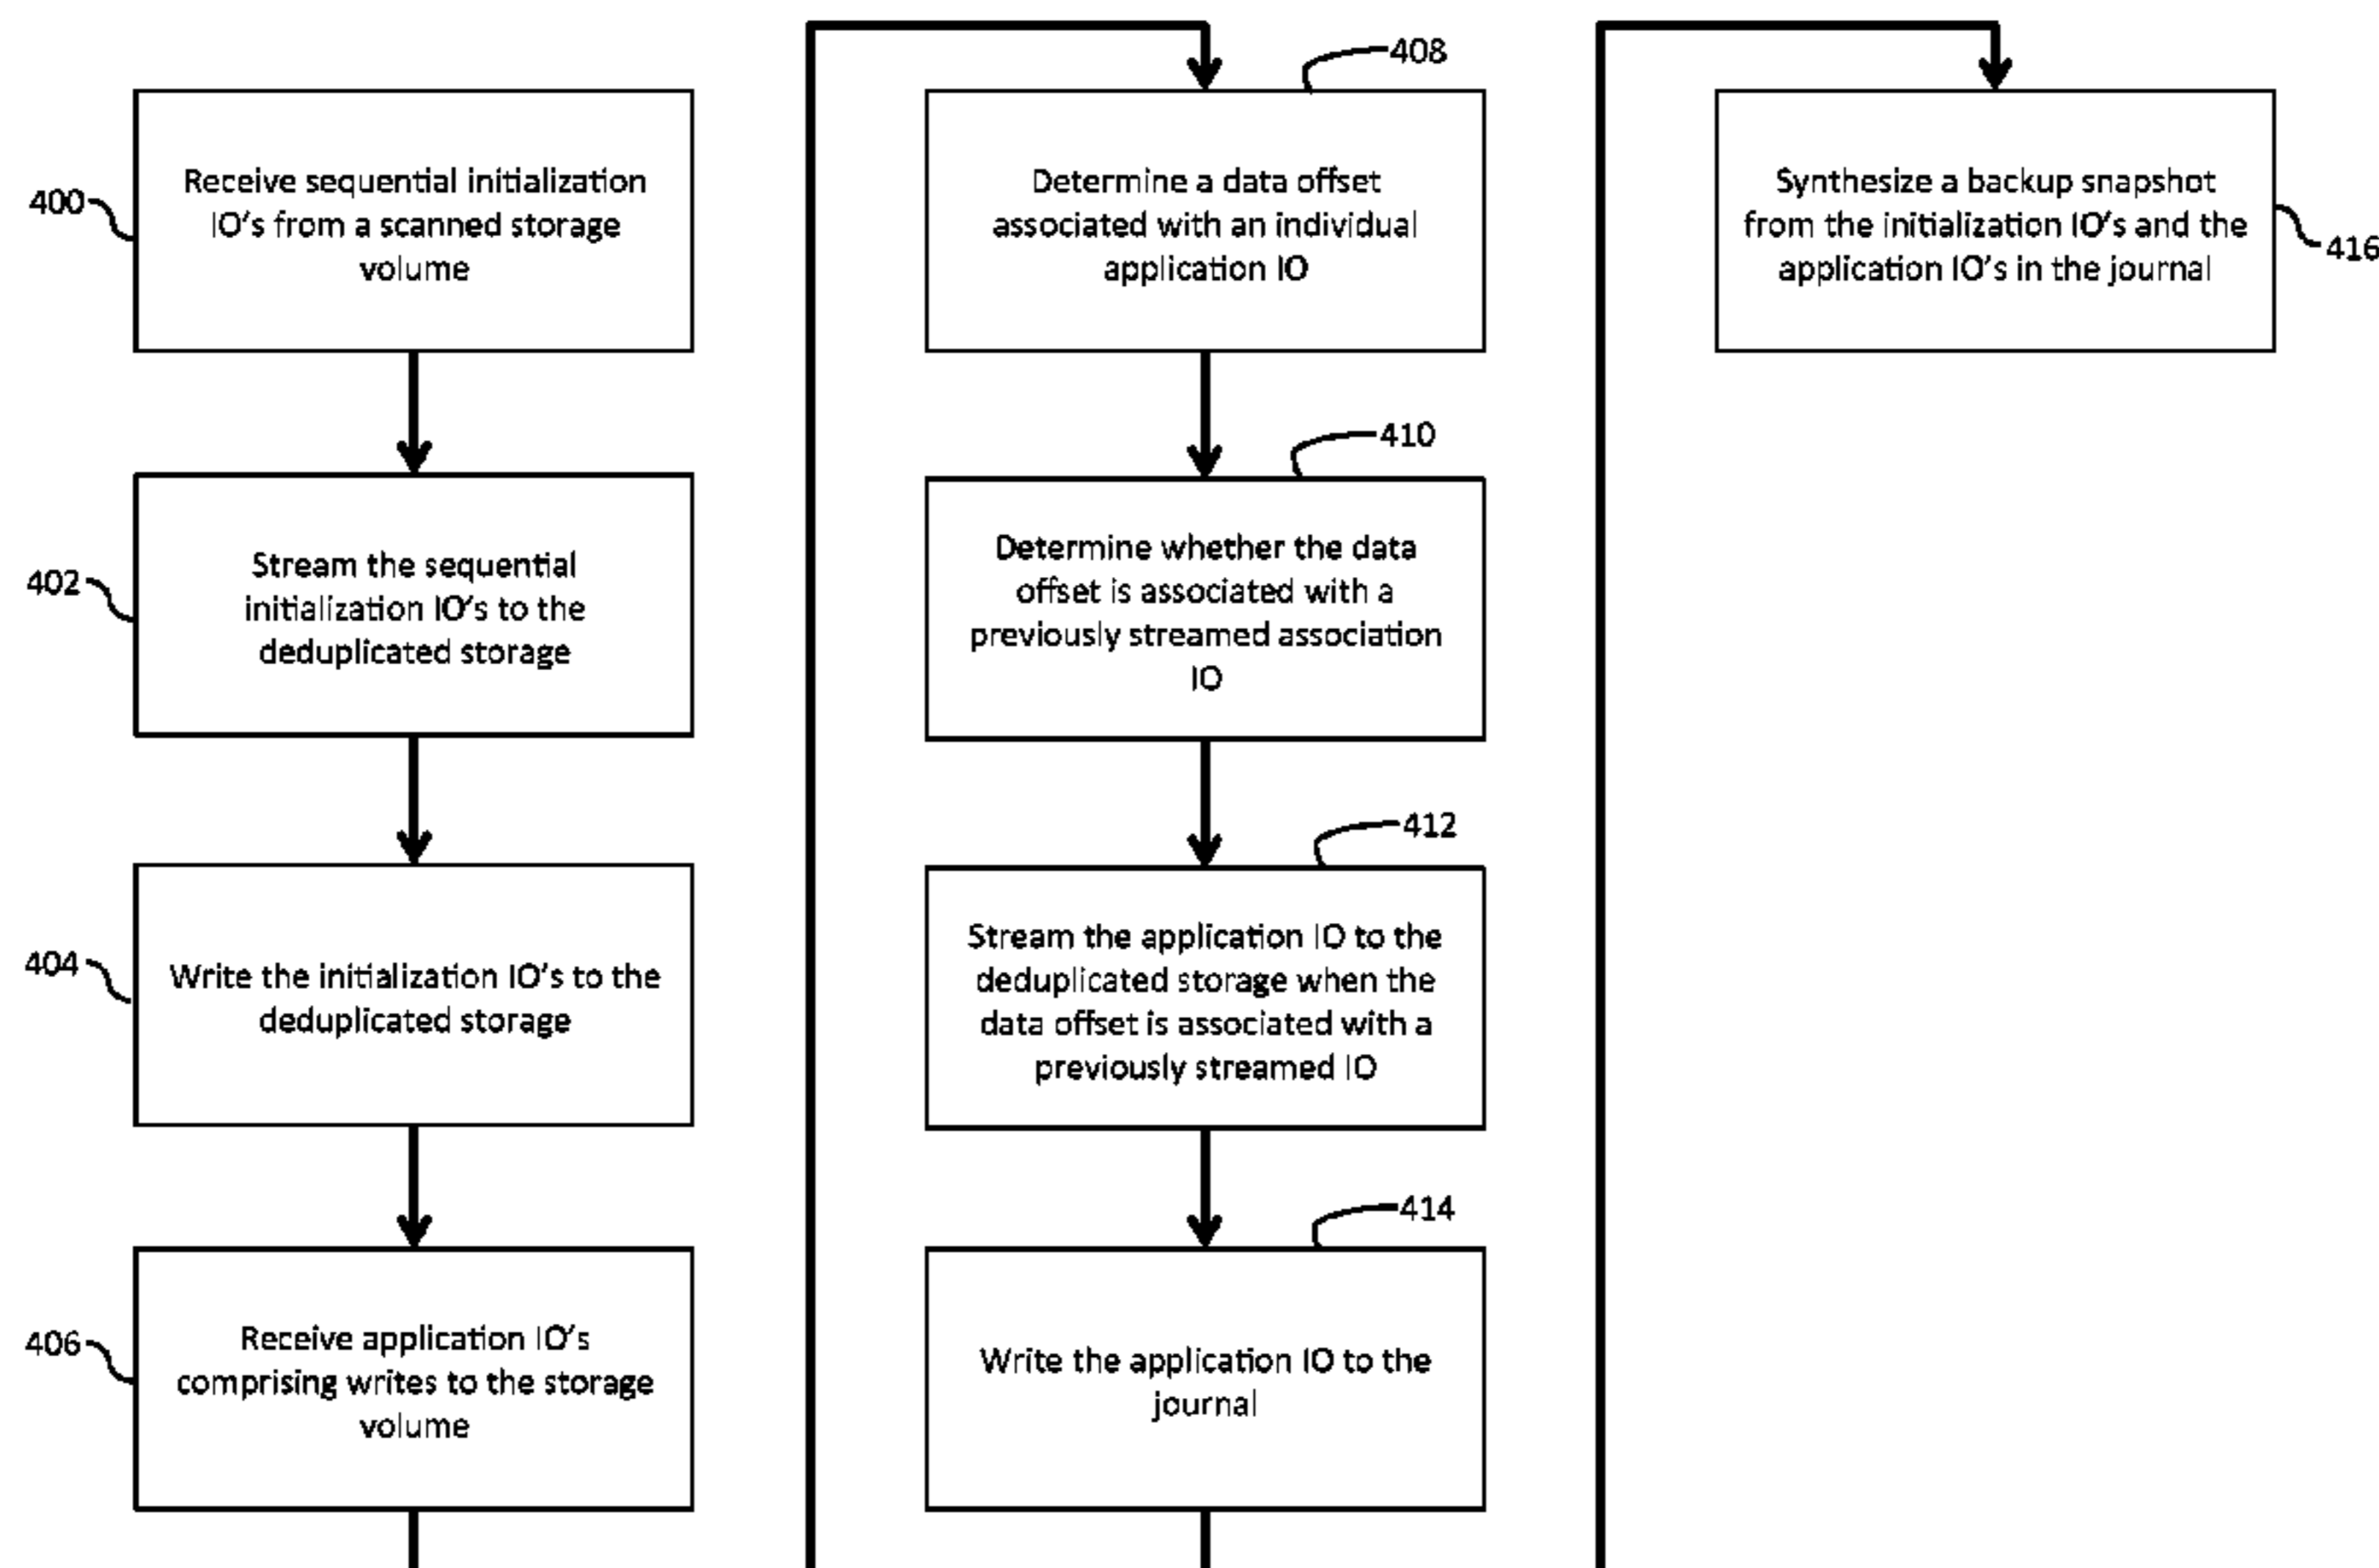 400
Receive sequential initialization
IO's from a scanned storage
volume
402
Stream the sequential
initialization IO's to the
deduplicated storage
404
Write the initialization IO's to the
deduplicated storage
406
Receive application IO's
comprising writes to the storage
volume
408
Determine a data offset
associated with an individual
application IO
410
Determine whether the data
offset is associated with a
previously streamed association
IO
412
Stream the application IO to the
deduplicated storage when the
data offset is associated with a
previously streamed IO
414
Write the application IO to the
journal
Synthesize a backup snapshot
from the initialization IO's and the
application IO's in the journal
416